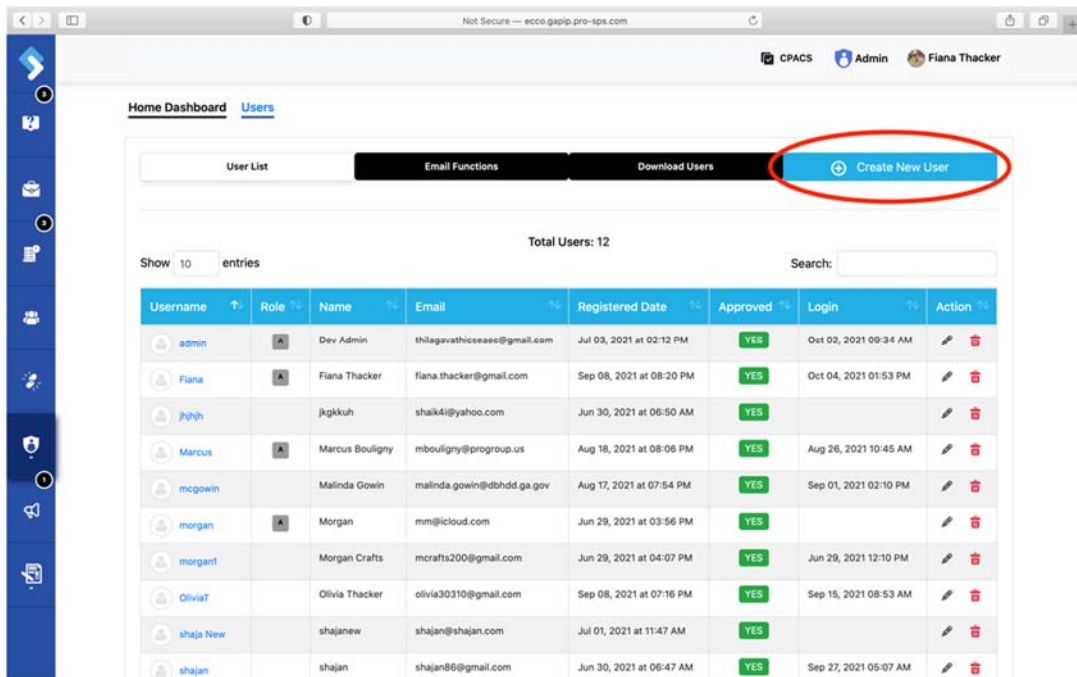 Not Secure — ecco.gapip.pro-sps.com
CPACS Admin Fiana Thacker
3
Home Dashboard Users
User List Email Functions Download Users Create New User
3
Total Users: 12
Show 10 entries Search:
Username Role Name Email Registered Date Approved Login Action
admin A Dev Admin thilagavathicseaec@gmail.com Jul 03, 2021 at 02:12 PM YES Oct 02, 2021 09:34 AM
Fiana A Fiana Thacker fiana.thacker@gmail.com Sep 08, 2021 at 08:20 PM YES Oct 04, 2021 01:53 PM
jhjhjh jkgkkuh shaik4i@yahoo.com Jun 30, 2021 at 06:50 AM YES
Marcus A Marcus Bouligny mbouligny@progroup.us Aug 18, 2021 at 08:06 PM YES Aug 26, 2021 10:45 AM
1
mcgowin Malinda Gowin malinda.gowin@dbhdd.ga.gov Aug 17, 2021 at 07:54 PM YES Sep 01, 2021 02:10 PM
morgan A Morgan mm@icloud.com Jun 29, 2021 at 03:56 PM YES
morgan1 Morgan Crafts mcrafts200@gmail.com Jun 29, 2021 at 04:07 PM YES Jun 29, 2021 12:10 PM
OliviaT Olivia Thacker olivia30310@gmail.com Sep 08, 2021 at 07:16 PM YES Sep 15, 2021 08:53 AM
shaja New shajanew shajan@shajan.com Jul 01, 2021 at 11:47 AM YES
shajan shajan shajan86@gmail.com Jun 30, 2021 at 06:47 AM YES Sep 27, 2021 05:07 AM